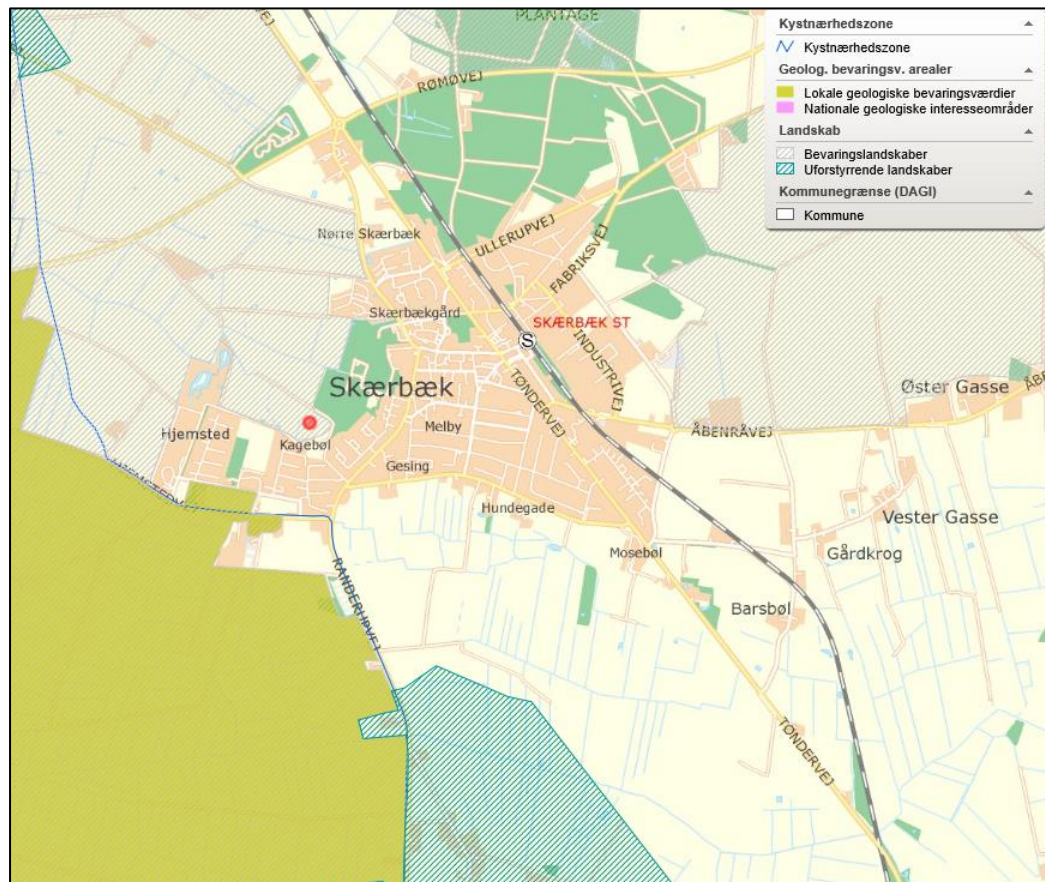 Kystnærhedszone
Kystnærhedszone
Geolog. bevaringsv. arealer
Lokale geologiske bevaringsværdier
Nationale geologiske interesseområder
Landskab
Bevaringslandskaber
Uforstyrrende landskaber
Kommunegrænse (DAGI)
Kommune
PLANTAGE
RØMØVEJ
Nørre Skærbæk
ULLERUPVEJ
FABRIKSVEJ
Skærbækgård
SKÆRBÆK ST
S
INDUSTRIVEJ
Skærbæk
TØNDERVEJ
Øster Gasse
Hjemsted
Kagebøl
Melby
ÅBENRÅVEJ
Gesing
Hundegade
Vester Gasse
Mosebøl
Gårdkrog
RANDERUPVEJ
Barsbøl
TØNDERVEJ